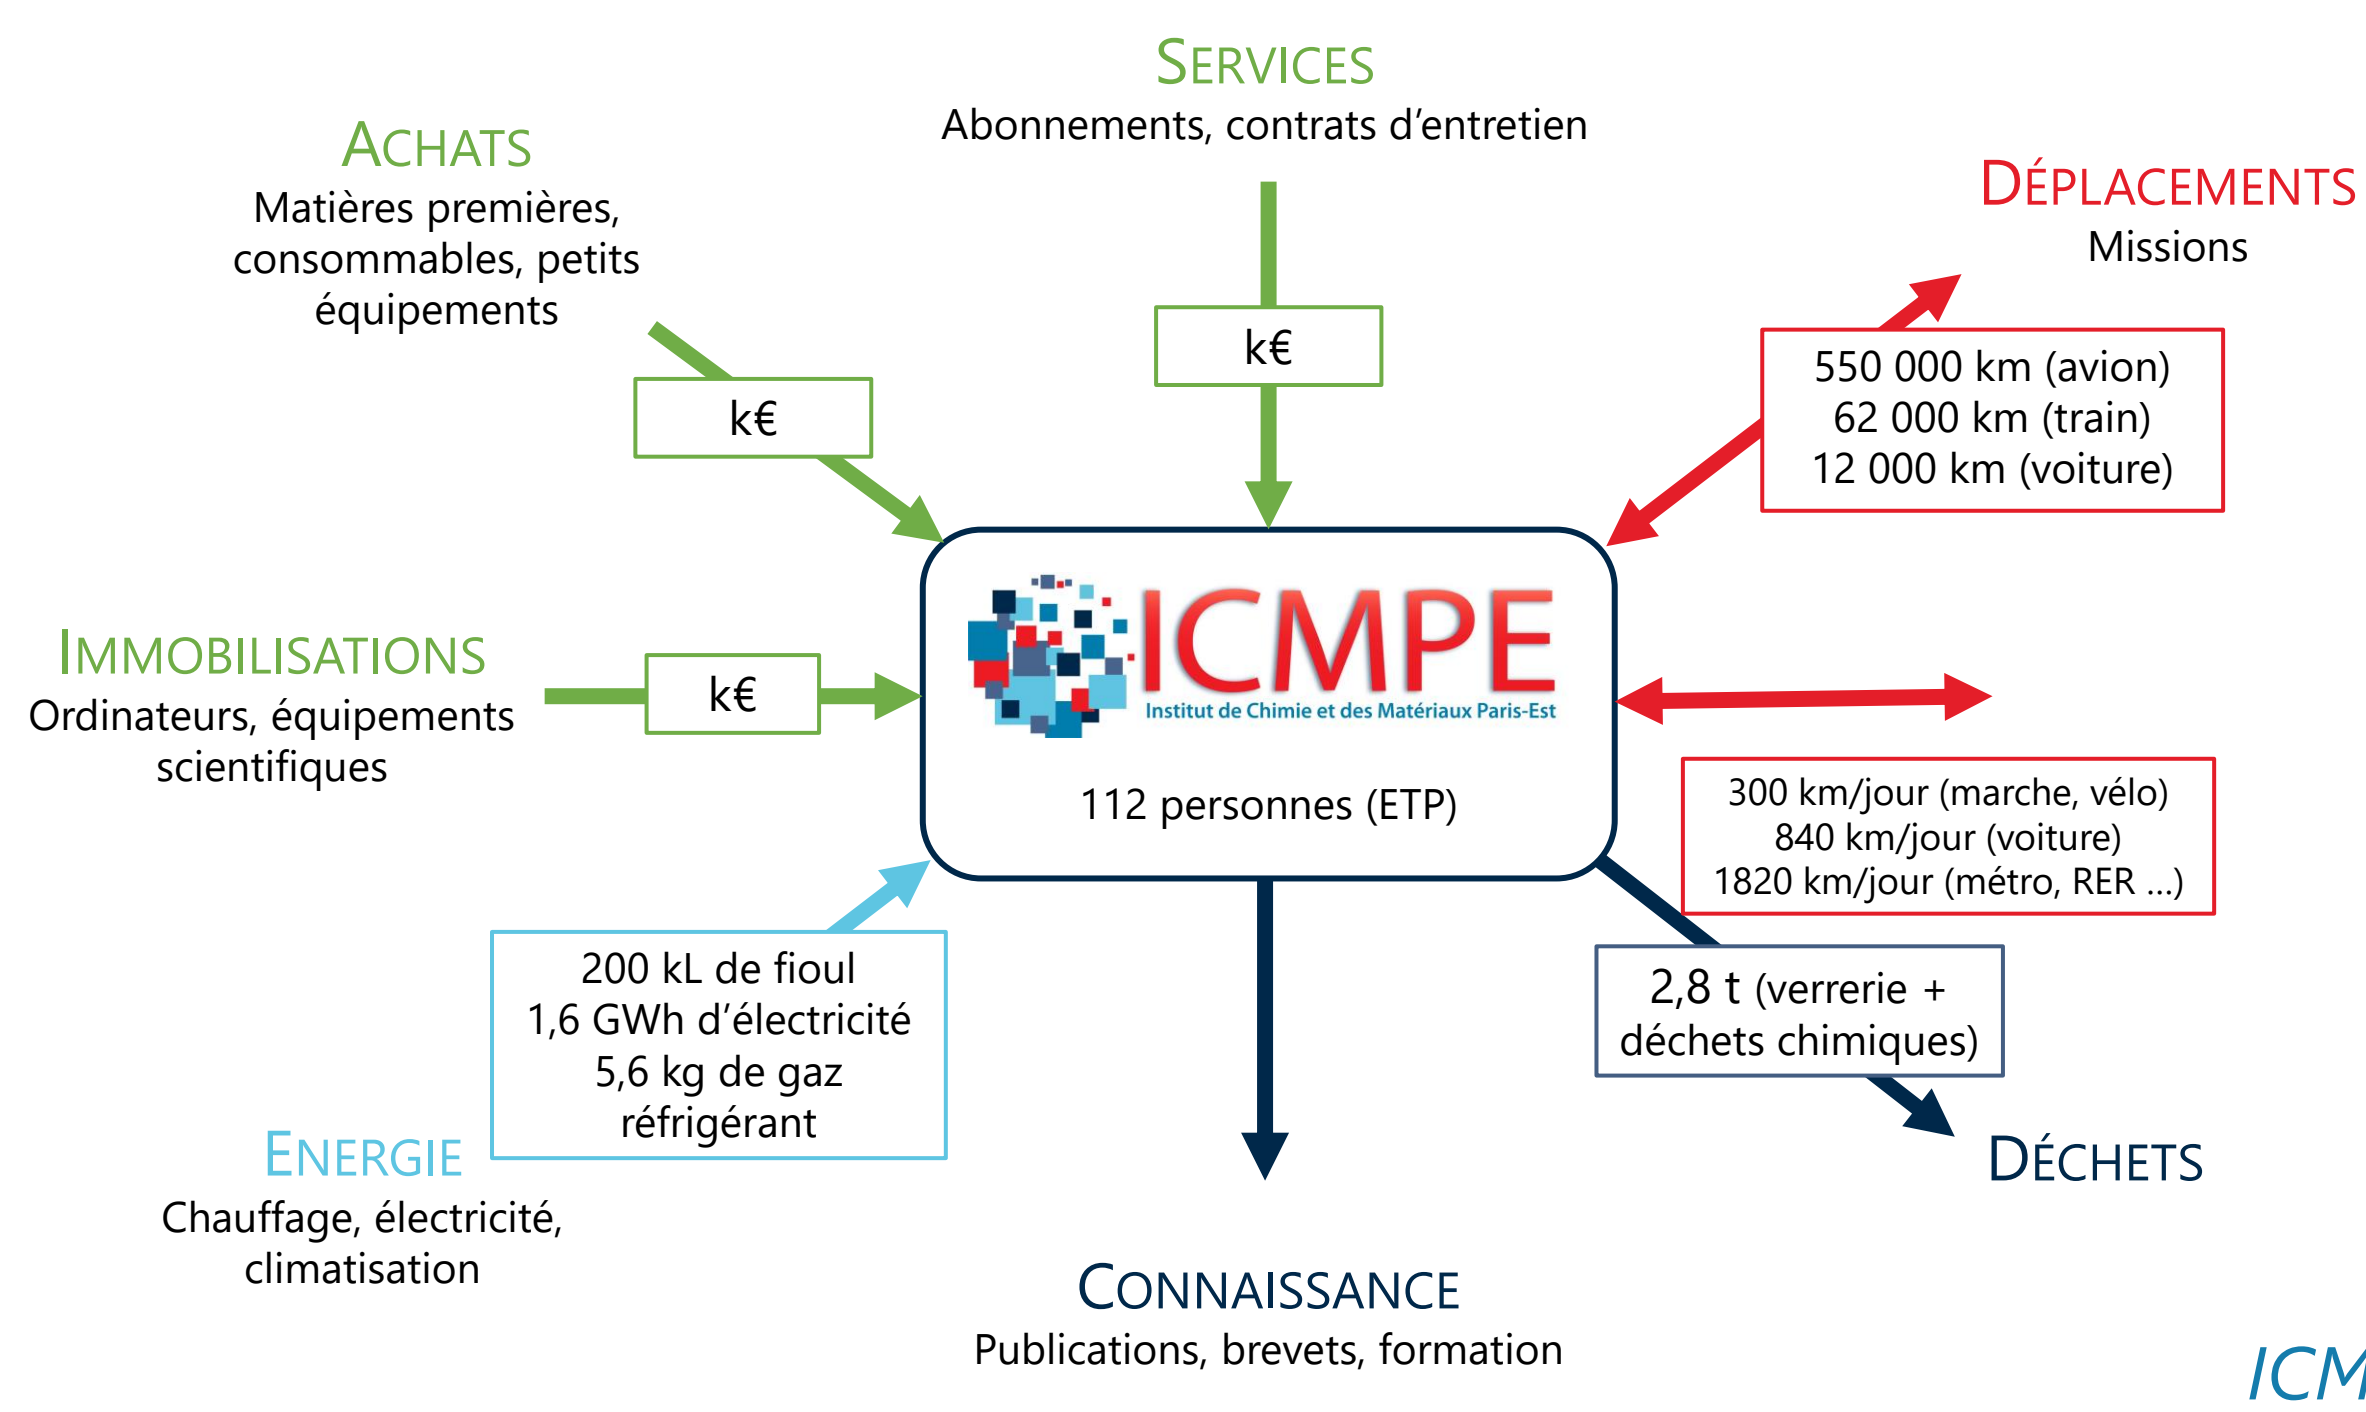 SERVICES
Abonnements, contrats d’entretien
ACHATS
Matières premières,
consommables, petits
équipements
k€
k€
DÉPLACEMENTS
Missions
550 000 km (avion)
62 000 km (train)
12 000 km (voiture)
IMMOBILISATIONS
Ordinateurs, équipements
scientifiques
k€
ICMPE
Institut de Chimie et des Matériaux Paris-Est
112 personnes (ETP)
300 km/jour (marche, vélo)
840 km/jour (voiture)
1820 km/jour (métro, RER ...)
200 kL de fioul
1,6 GWh d’électricité
5,6 kg de gaz
réfrigérant
ENERGIE
Chauffage, électricité,
climatisation
2,8 t (verrerie +
déchets chimiques)
DÉCHETS
CONNAISSANCE
Publications, brevets, formation
ICM